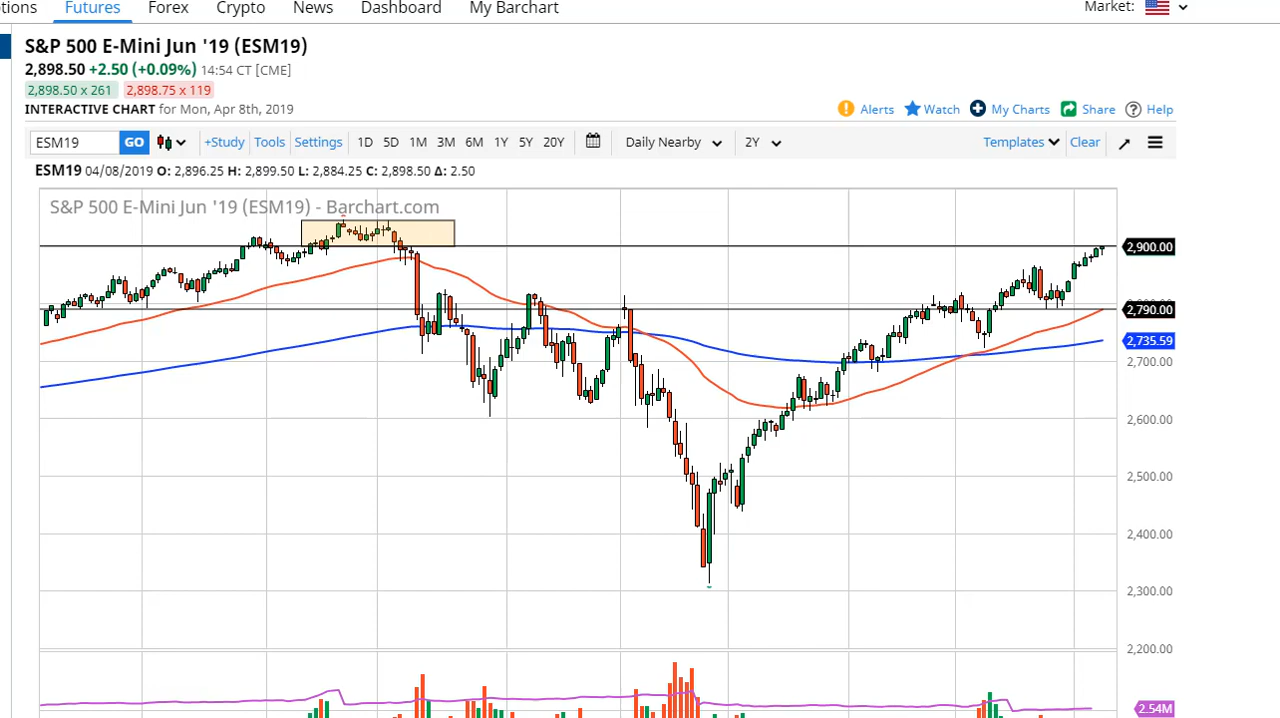 otions Futures Forex Crypto News Dashboard My Barchart Market:
S&P 500 E-Mini Jun '19 (ESM19)
2,898.50 +2.50 (+0.09%) 14:54 CT [CME]
2,898.50 x 261 2,898.75 x 119
INTERACTIVE CHART for Mon, Apr 8th, 2019 Alerts Watch My Charts Share Help
ESM19 GO +Study Tools Settings 1D 5D 1M 3M 6M 1Y 5Y 20Y Daily Nearby 2Y Templates Clear
ESM19 04/08/2019 O: 2,896.25 H: 2,899.50 L: 2,884.25 C: 2,898.50 Δ: 2.50
S&P 500 E-Mini Jun '19 (ESM19) - Barchart.com
2,900.00
2,790.00
2,735.59
2,700.00
2,600.00
2,500.00
2,400.00
2,300.00
2,200.00
2.54M